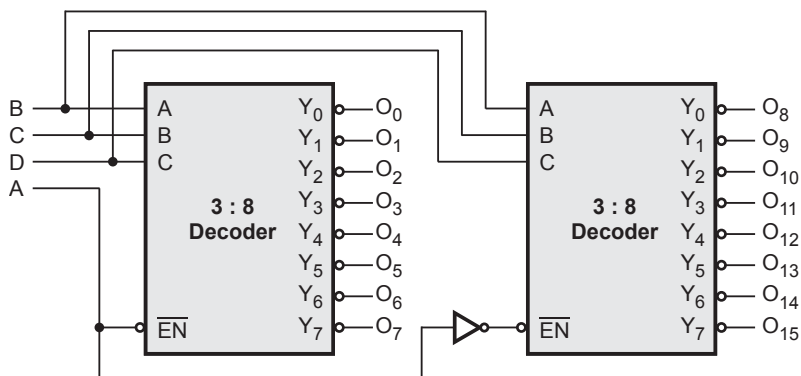 B A Y₀ O₀ A Y₀ O₈
C B Y₁ O₁ B Y₁ O₉
D C Y₂ O₂ C Y₂ O₁₀
A
3 : 8 Y₃ O₃ 3 : 8 Y₃ O₁₁
Decoder Y₄ O₄ Decoder Y₄ O₁₂
Y₅ O₅ Y₅ O₁₃
Y₆ O₆ Y₆ O₁₄
E̅N̅ Y₇ O₇ E̅N̅ Y₇ O₁₅